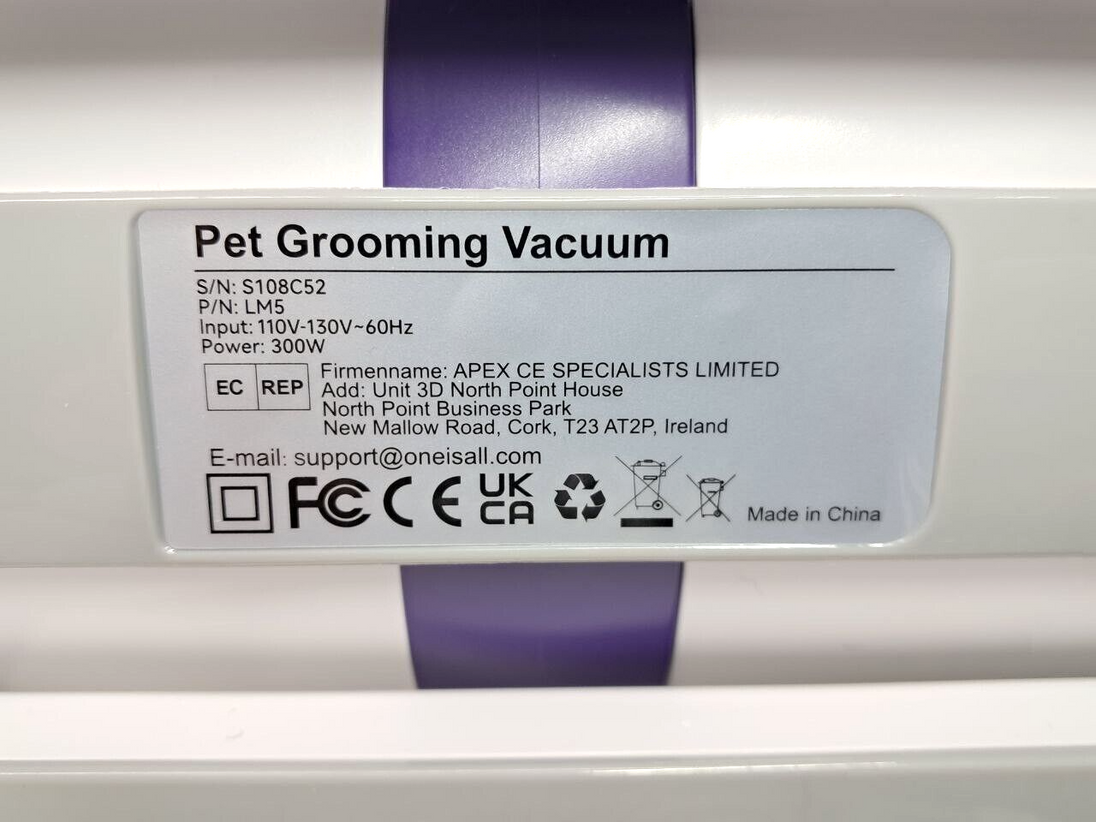 Pet Grooming Vacuum
S/N: S108C52
P/N: LM5
Input: 110V-130V~60Hz
Power: 300W
EC REP
Firmenname: APEX CE SPECIALISTS LIMITED
Add: Unit 3D North Point House
North Point Business Park
New Mallow Road, Cork, T23 AT2P, Ireland
E-mail: support@oneisall.com
FC CE UK
CA
Made in China